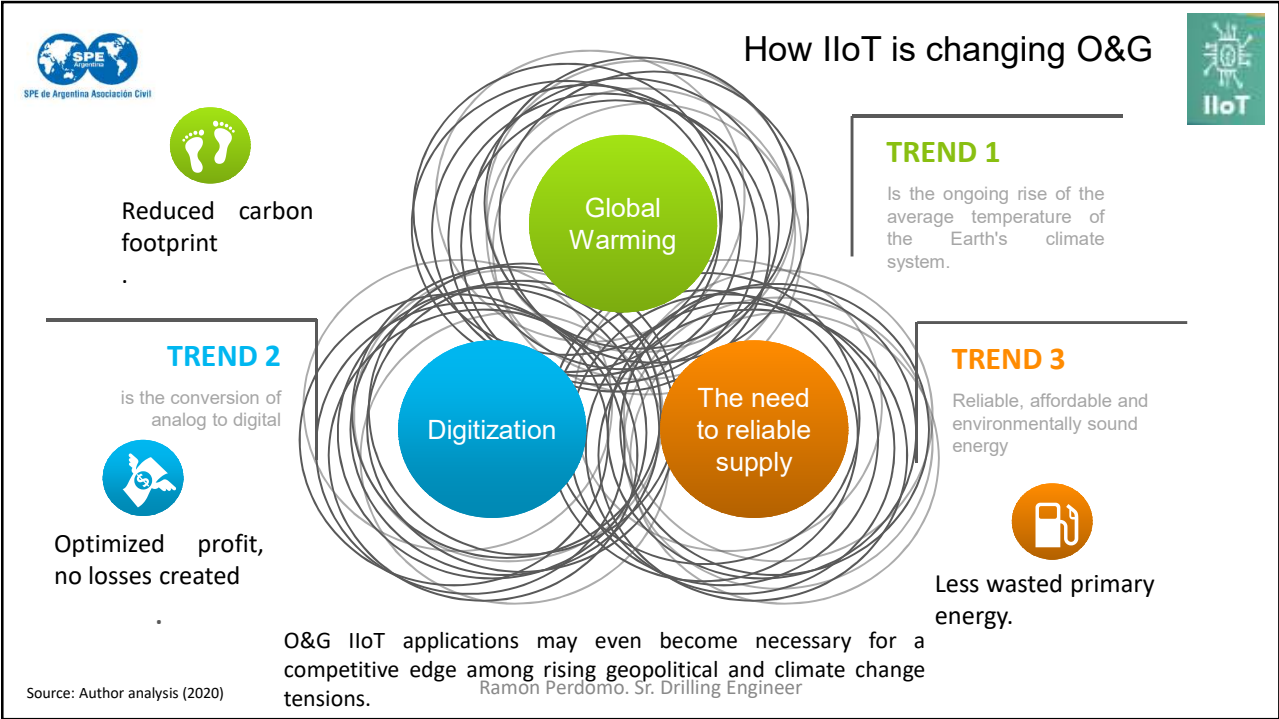 How IIoT is changing O&G
SPE
Argentina
SPE de Argentina Asociación Civil
IIoT
Reduced carbon
footprint
.
Global
Warming
TREND 1
Is the ongoing rise of the
average temperature of
the Earth's climate
system.
TREND 2
is the conversion of
analog to digital
Digitization
The need
to reliable
supply
TREND 3
Reliable, affordable and
environmentally sound
energy
Optimized profit,
no losses created
.
Less wasted primary
energy.
O&G IIoT applications may even become necessary for a
competitive edge among rising geopolitical and climate change
tensions.
Ramon Perdomo. Sr. Drilling Engineer
Source: Author analysis (2020)